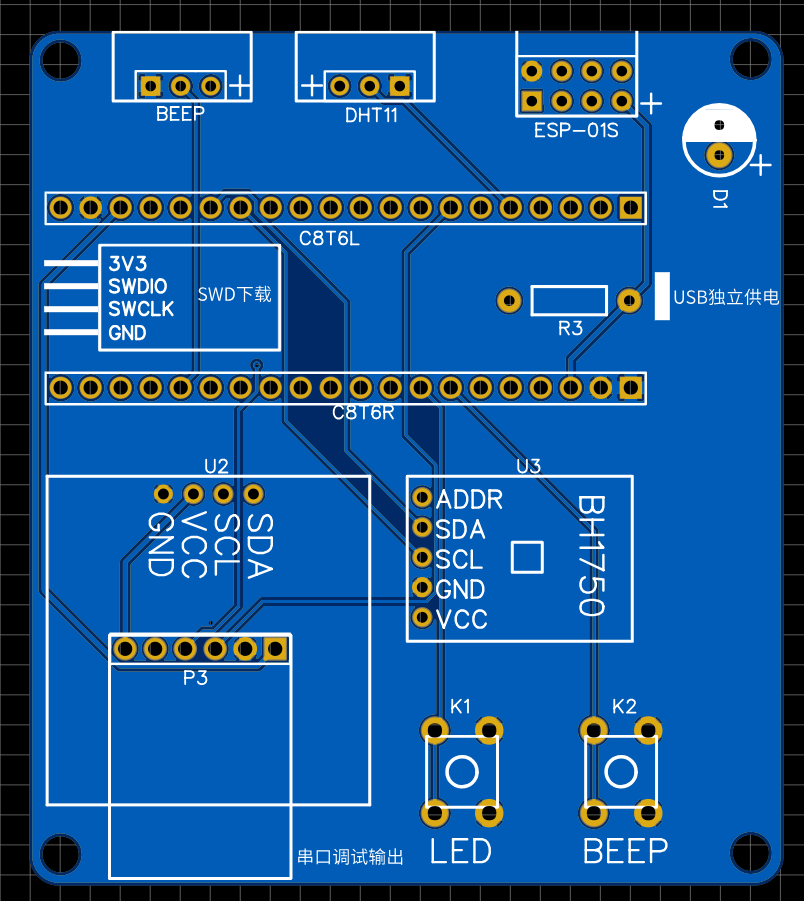 BEEP
DHT11
ESP-01S
D1
C8T6L
3V3
SWDIO
SWCLK
GND
SWD下载
USB独立供电
R3
C8T6R
U2
U3
GND
VCC
SCL
SDA
ADDR
SDA
SCL
GND
VCC
BH1750
P3
K1
K2
LED
BEEP
串口调试输出